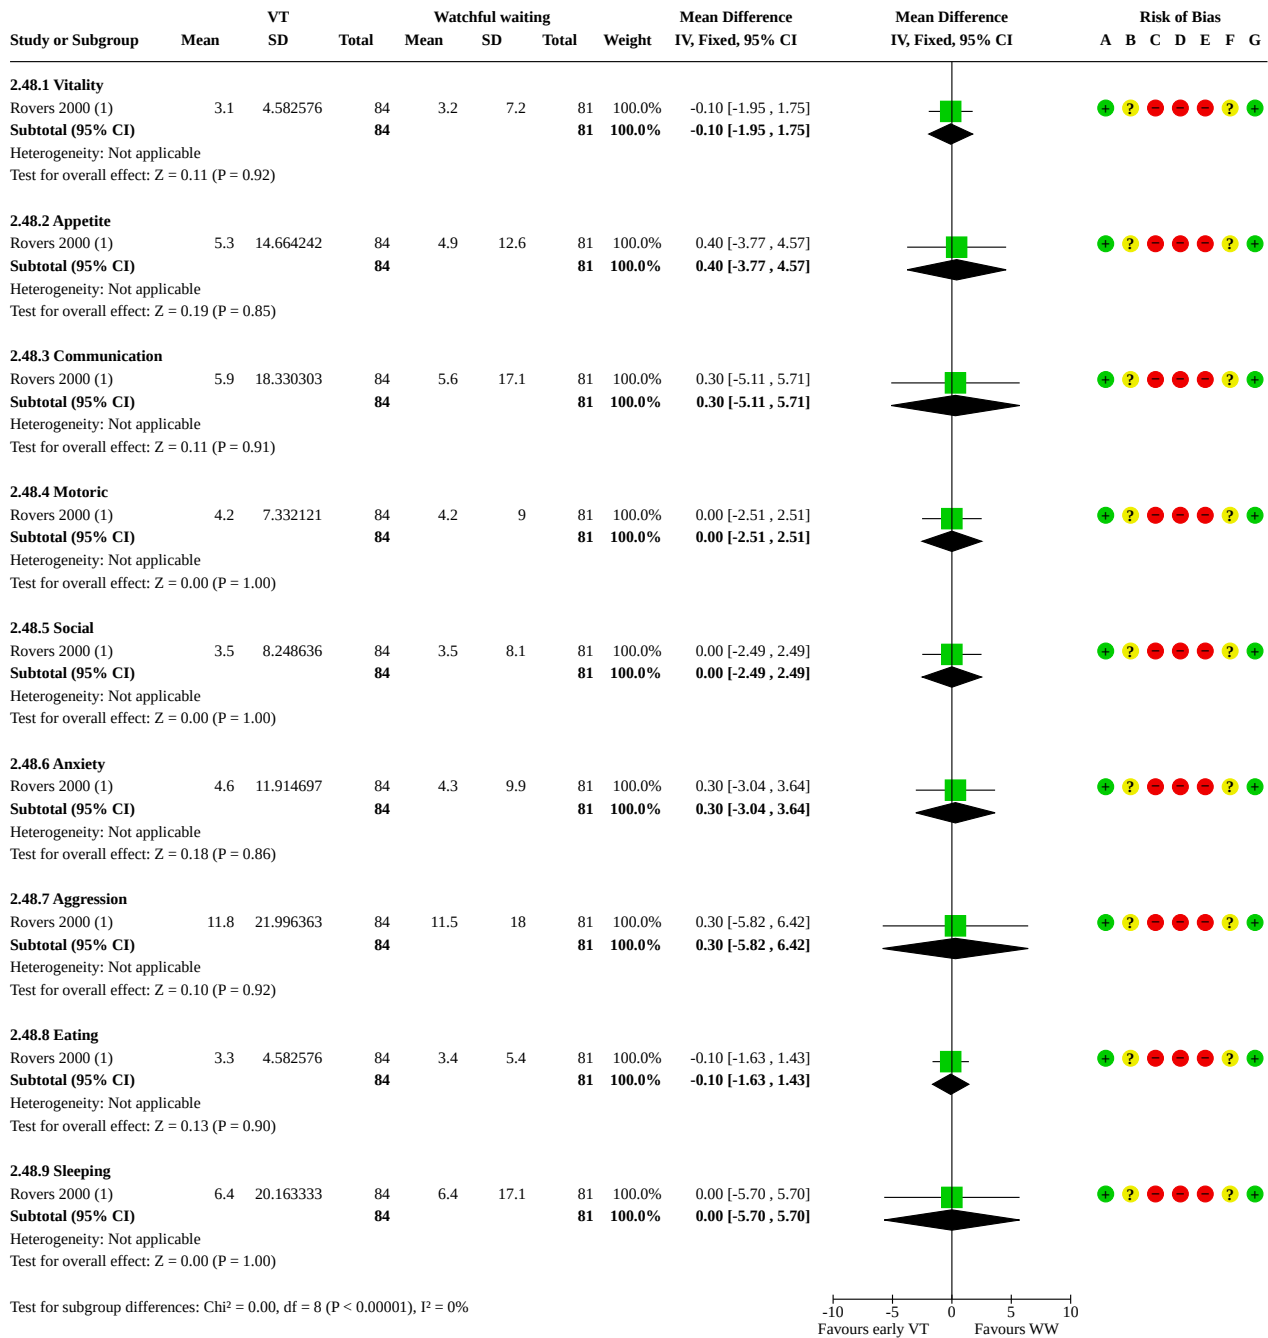 VT Watchful waiting Mean Difference Mean Difference Risk of Bias
Study or Subgroup Mean SD Total Mean SD Total Weight IV, Fixed, 95% CI IV, Fixed, 95% CI A B C D E F G
2.48.1 Vitality
Rovers 2000 (1) 3.1 4.582576 84 3.2 7.2 81 100.0% -0.10 [-1.95 , 1.75] + ? − − − ? +
Subtotal (95% CI) 84 81 100.0% -0.10 [-1.95 , 1.75]
Heterogeneity: Not applicable
Test for overall effect: Z = 0.11 (P = 0.92)
2.48.2 Appetite
Rovers 2000 (1) 5.3 14.664242 84 4.9 12.6 81 100.0% 0.40 [-3.77 , 4.57] + ? − − − ? +
Subtotal (95% CI) 84 81 100.0% 0.40 [-3.77 , 4.57]
Heterogeneity: Not applicable
Test for overall effect: Z = 0.19 (P = 0.85)
2.48.3 Communication
Rovers 2000 (1) 5.9 18.330303 84 5.6 17.1 81 100.0% 0.30 [-5.11 , 5.71] + ? − − − ? +
Subtotal (95% CI) 84 81 100.0% 0.30 [-5.11 , 5.71]
Heterogeneity: Not applicable
Test for overall effect: Z = 0.11 (P = 0.91)
2.48.4 Motoric
Rovers 2000 (1) 4.2 7.332121 84 4.2 9 81 100.0% 0.00 [-2.51 , 2.51] + ? − − − ? +
Subtotal (95% CI) 84 81 100.0% 0.00 [-2.51 , 2.51]
Heterogeneity: Not applicable
Test for overall effect: Z = 0.00 (P = 1.00)
2.48.5 Social
Rovers 2000 (1) 3.5 8.248636 84 3.5 8.1 81 100.0% 0.00 [-2.49 , 2.49] + ? − − − ? +
Subtotal (95% CI) 84 81 100.0% 0.00 [-2.49 , 2.49]
Heterogeneity: Not applicable
Test for overall effect: Z = 0.00 (P = 1.00)
2.48.6 Anxiety
Rovers 2000 (1) 4.6 11.914697 84 4.3 9.9 81 100.0% 0.30 [-3.04 , 3.64] + ? − − − ? +
Subtotal (95% CI) 84 81 100.0% 0.30 [-3.04 , 3.64]
Heterogeneity: Not applicable
Test for overall effect: Z = 0.18 (P = 0.86)
2.48.7 Aggression
Rovers 2000 (1) 11.8 21.996363 84 11.5 18 81 100.0% 0.30 [-5.82 , 6.42] + ? − − − ? +
Subtotal (95% CI) 84 81 100.0% 0.30 [-5.82 , 6.42]
Heterogeneity: Not applicable
Test for overall effect: Z = 0.10 (P = 0.92)
2.48.8 Eating
Rovers 2000 (1) 3.3 4.582576 84 3.4 5.4 81 100.0% -0.10 [-1.63 , 1.43] + ? − − − ? +
Subtotal (95% CI) 84 81 100.0% -0.10 [-1.63 , 1.43]
Heterogeneity: Not applicable
Test for overall effect: Z = 0.13 (P = 0.90)
2.48.9 Sleeping
Rovers 2000 (1) 6.4 20.163333 84 6.4 17.1 81 100.0% 0.00 [-5.70 , 5.70] + ? − − − ? +
Subtotal (95% CI) 84 81 100.0% 0.00 [-5.70 , 5.70]
Heterogeneity: Not applicable
Test for overall effect: Z = 0.00 (P = 1.00)
Test for subgroup differences: Chi² = 0.00, df = 8 (P < 0.00001), I² = 0%
-10 -5 0 5 10
Favours early VT Favours WW